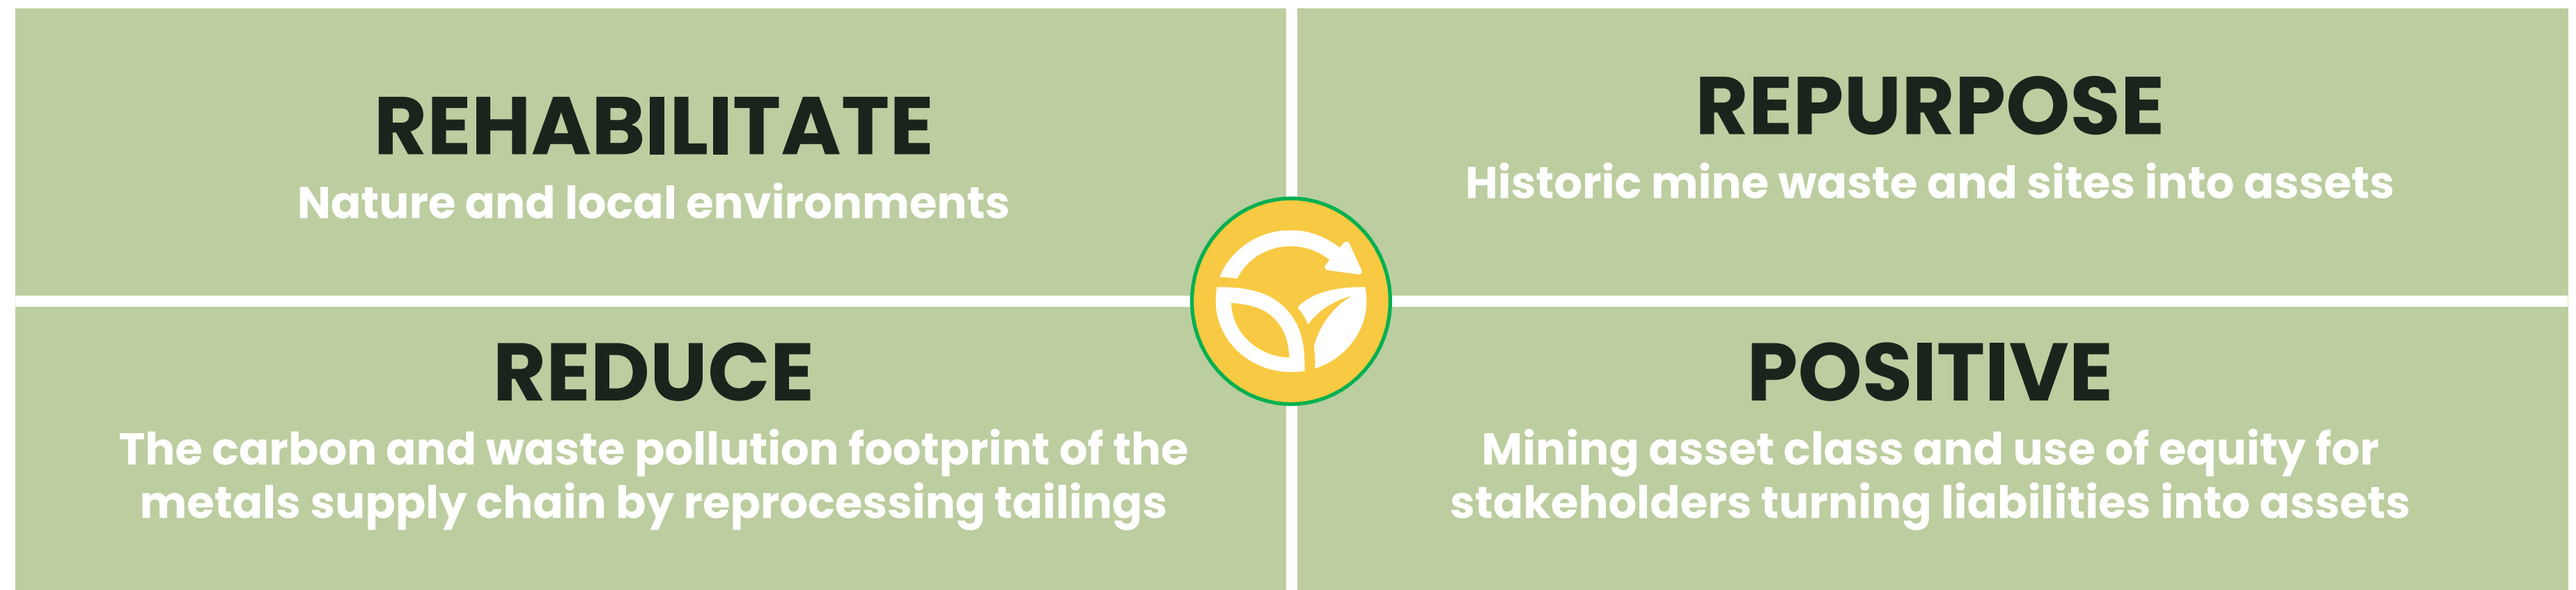 REHABILITATE
Nature and local environments
REPURPOSE
Historic mine waste and sites into assets
REDUCE
The carbon and waste pollution footprint of the
metals supply chain by reprocessing tailings
POSITIVE
Mining asset class and use of equity for
stakeholders turning liabilities into assets